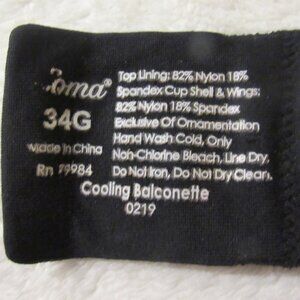 Soma®
34G
Made in China
Rn 79984
Top Lining: 82% Nylon 18%
Spandex Cup Shell & Wings:
82% Nylon 18% Spandex
Exclusive Of Ornamentation
Hand Wash Cold, Only
Non-Chlorine Bleach, Line Dry,
Do Not Iron, Do Not Dry Clean.
Cooling Balconette
0219